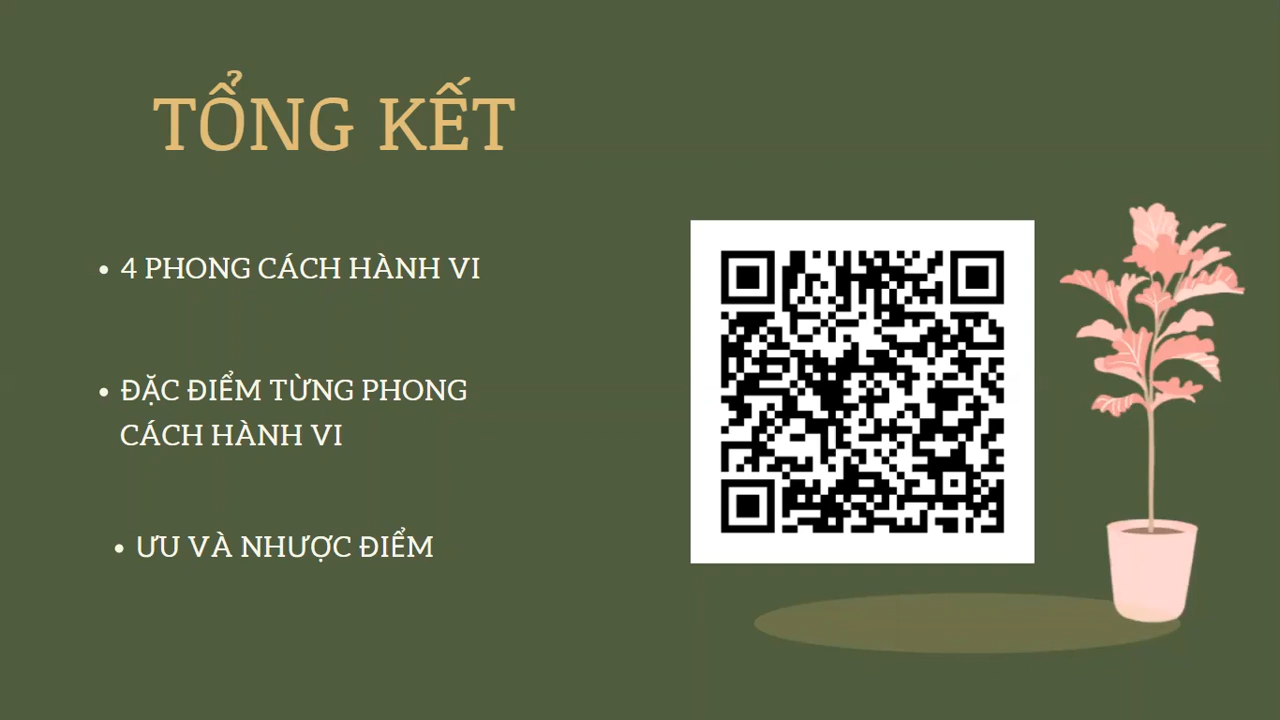 TỔNG KẾT
• 4 PHONG CÁCH HÀNH VI
• ĐẶC ĐIỂM TỪNG PHONG
CÁCH HÀNH VI
• ƯU VÀ NHƯỢC ĐIỂM